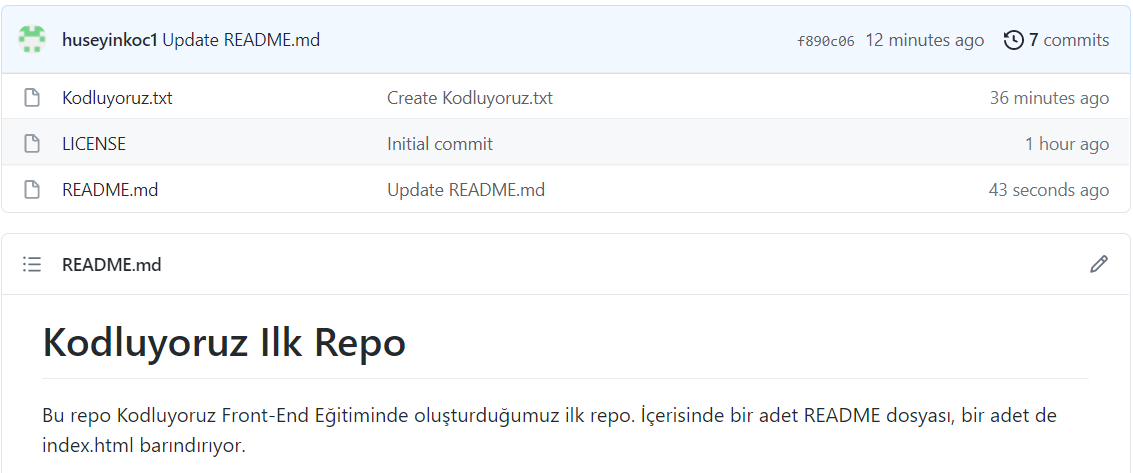 huseyinkoc1 Update README.md f890c06 12 minutes ago 7 commits
Kodluyoruz.txt Create Kodluyoruz.txt 36 minutes ago
LICENSE Initial commit 1 hour ago
README.md Update README.md 43 seconds ago
README.md
Kodluyoruz Ilk Repo
Bu repo Kodluyoruz Front-End Eğitiminde oluşturduğumuz ilk repo. İçerisinde bir adet README dosyası, bir adet de
index.html barındırıyor.